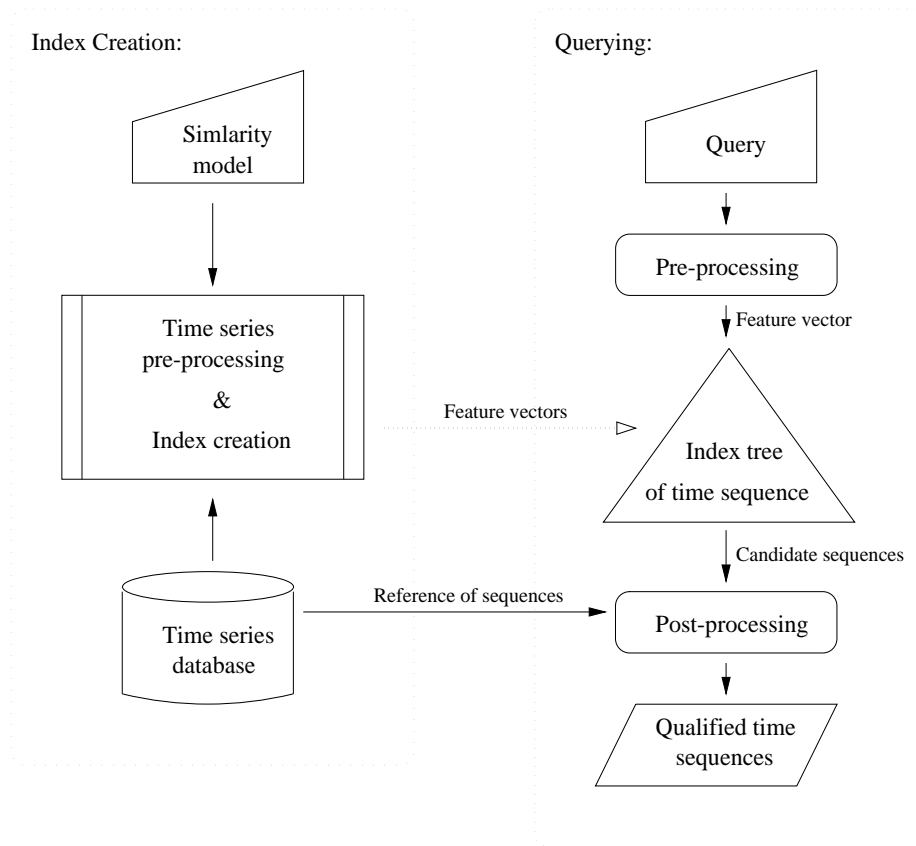 Index Creation:
Simlarity
model
Time series
pre-processing
&
Index creation
Time series
database
Feature vectors
Reference of sequences
Querying:
Query
Pre-processing
Feature vector
Index tree
of time sequence
Candidate sequences
Post-processing
Qualified time
sequences